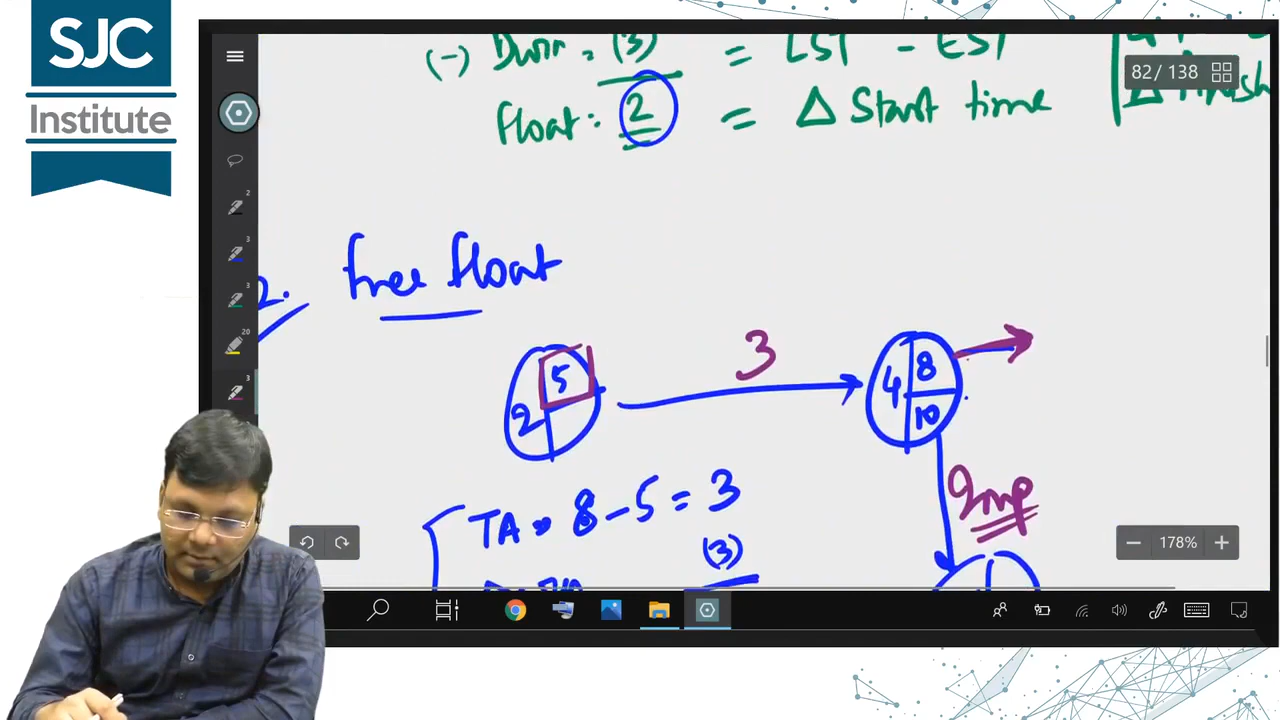 SJC
Institute
(-) Durn = (3) = LST - EST
82/138
Float: 2 = Δ Start time
Δ Finish
2. Free float
5
2
3
4
8
10
Imp
TA = 8 - 5 = 3
(3)
178%